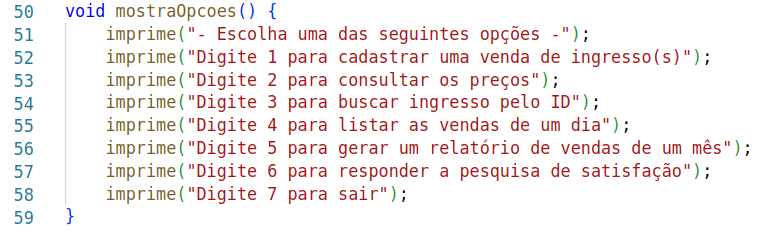 50 void mostraOpcoes() {
51     imprime("- Escolha uma das seguintes opções -");
52     imprime("Digite 1 para cadastrar uma venda de ingresso(s)");
53     imprime("Digite 2 para consultar os preços");
54     imprime("Digite 3 para buscar ingresso pelo ID");
55     imprime("Digite 4 para listar as vendas de um dia");
56     imprime("Digite 5 para gerar um relatório de vendas de um mês");
57     imprime("Digite 6 para responder a pesquisa de satisfação");
58     imprime("Digite 7 para sair");
59 }